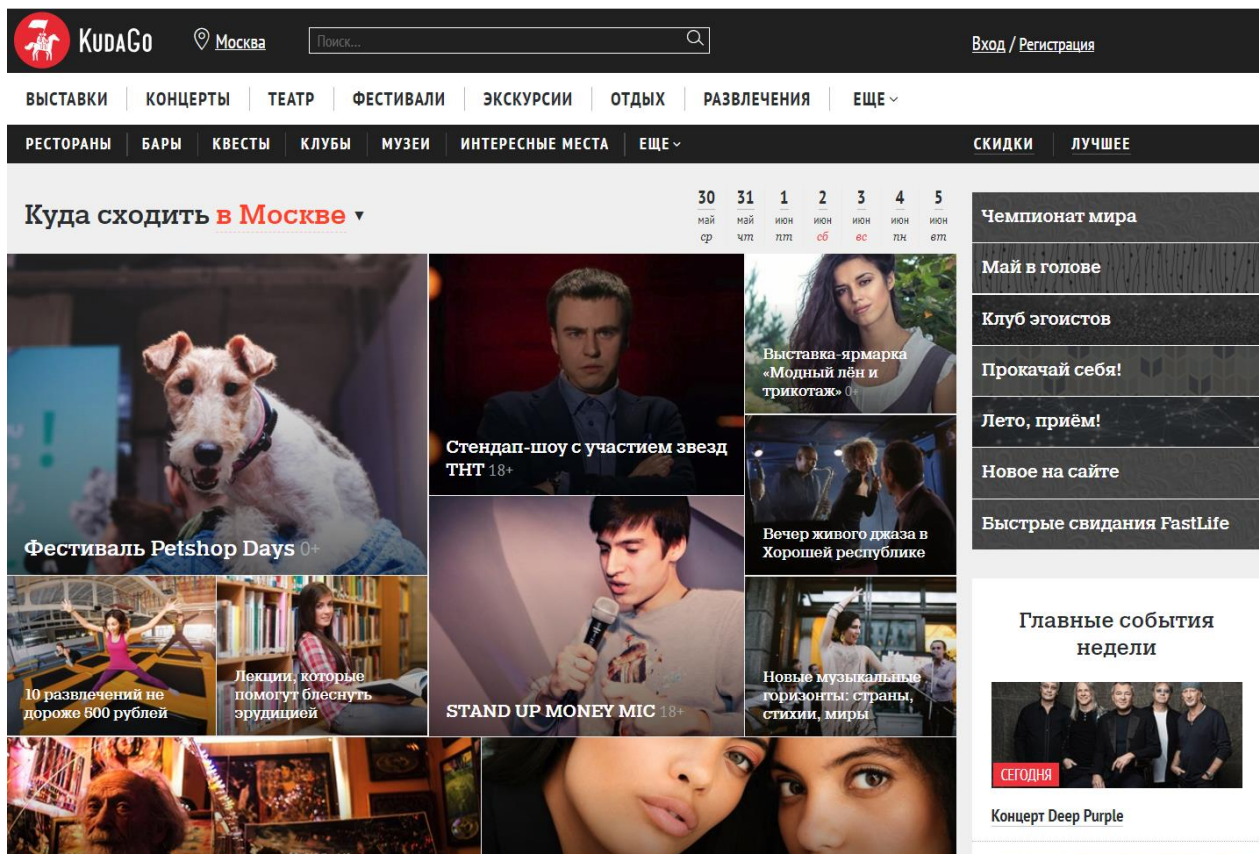 KudaGo
Москва
Поиск...
Вход / Регистрация
ВЫСТАВКИ КОНЦЕРТЫ ТЕАТР ФЕСТИВАЛИ ЭКСКУРСИИ ОТДЫХ РАЗВЛЕЧЕНИЯ ЕЩЕ
РЕСТОРАНЫ БАРЫ КВЕСТЫ КЛУБЫ МУЗЕИ ИНТЕРЕСНЫЕ МЕСТА ЕЩЕ
СКИДКИ ЛУЧШЕЕ
Куда сходить в Москве
30 31 1 2 3 4 5
май май июн июн июн июн июн
ср чт пт сб вс пн вт
Фестиваль Petshop Days 0+
Стендап-шоу с участием звезд
ТНТ 18+
Выставка-ярмарка
«Модный лён и
трикотаж» 0+
Вечер живого джаза в
Хорошей республике
10 развлечений не
дороже 500 рублей
Лекции, которые
помогут блеснуть
эрудицией
STAND UP MONEY MIC 18+
Новые музыкальные
горизонты: страны,
стихии, миры
Чемпионат мира
Май в голове
Клуб эгоистов
Прокачай себя!
Лето, приём!
Новое на сайте
Быстрые свидания FastLife
Главные события
недели
СЕГОДНЯ
Концерт Deep Purple